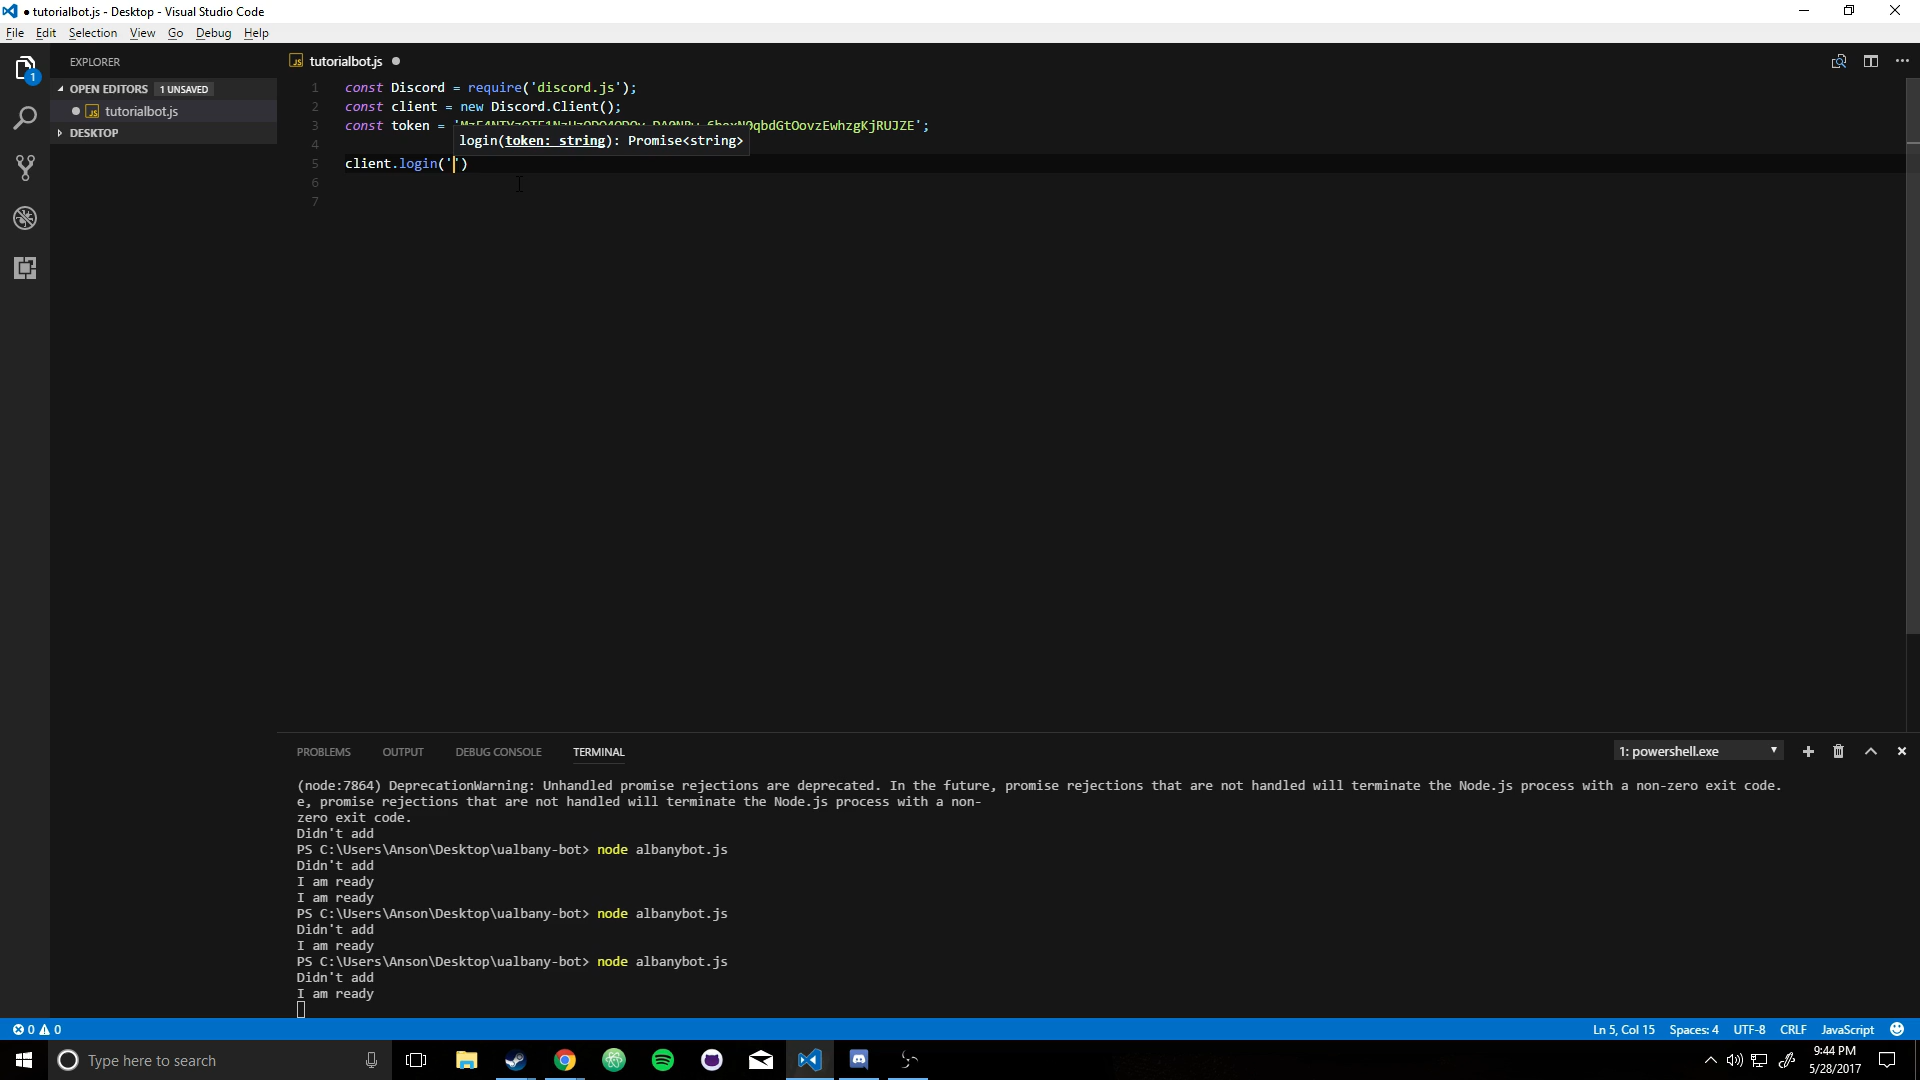 ● tutorialbot.js - Desktop - Visual Studio Code
File Edit Selection View Go Debug Help
1
EXPLORER
OPEN EDITORS 1 UNSAVED
tutorialbot.js
DESKTOP
JS tutorialbot.js
1 const Discord = require('discord.js');
2 const client = new Discord.Client();
3 const token =
login(token: string): Promise<string>
4
5 client.login('')
6
7
PROBLEMS OUTPUT DEBUG CONSOLE TERMINAL 1: powershell.exe
(node:7864) DeprecationWarning: Unhandled promise rejections are deprecated. In the future, promise rejections that are not handled will terminate the Node.js process with a non-zero exit code.
e, promise rejections that are not handled will terminate the Node.js process with a non-
zero exit code.
Didn't add
PS C:\Users\Anson\Desktop\ualbany-bot> node albanybot.js
Didn't add
I am ready
I am ready
PS C:\Users\Anson\Desktop\ualbany-bot> node albanybot.js
Didn't add
I am ready
PS C:\Users\Anson\Desktop\ualbany-bot> node albanybot.js
Didn't add
I am ready
0 0 Ln 5, Col 15 Spaces: 4 UTF-8 CRLF JavaScript
Type here to search
9:44 PM
5/28/2017